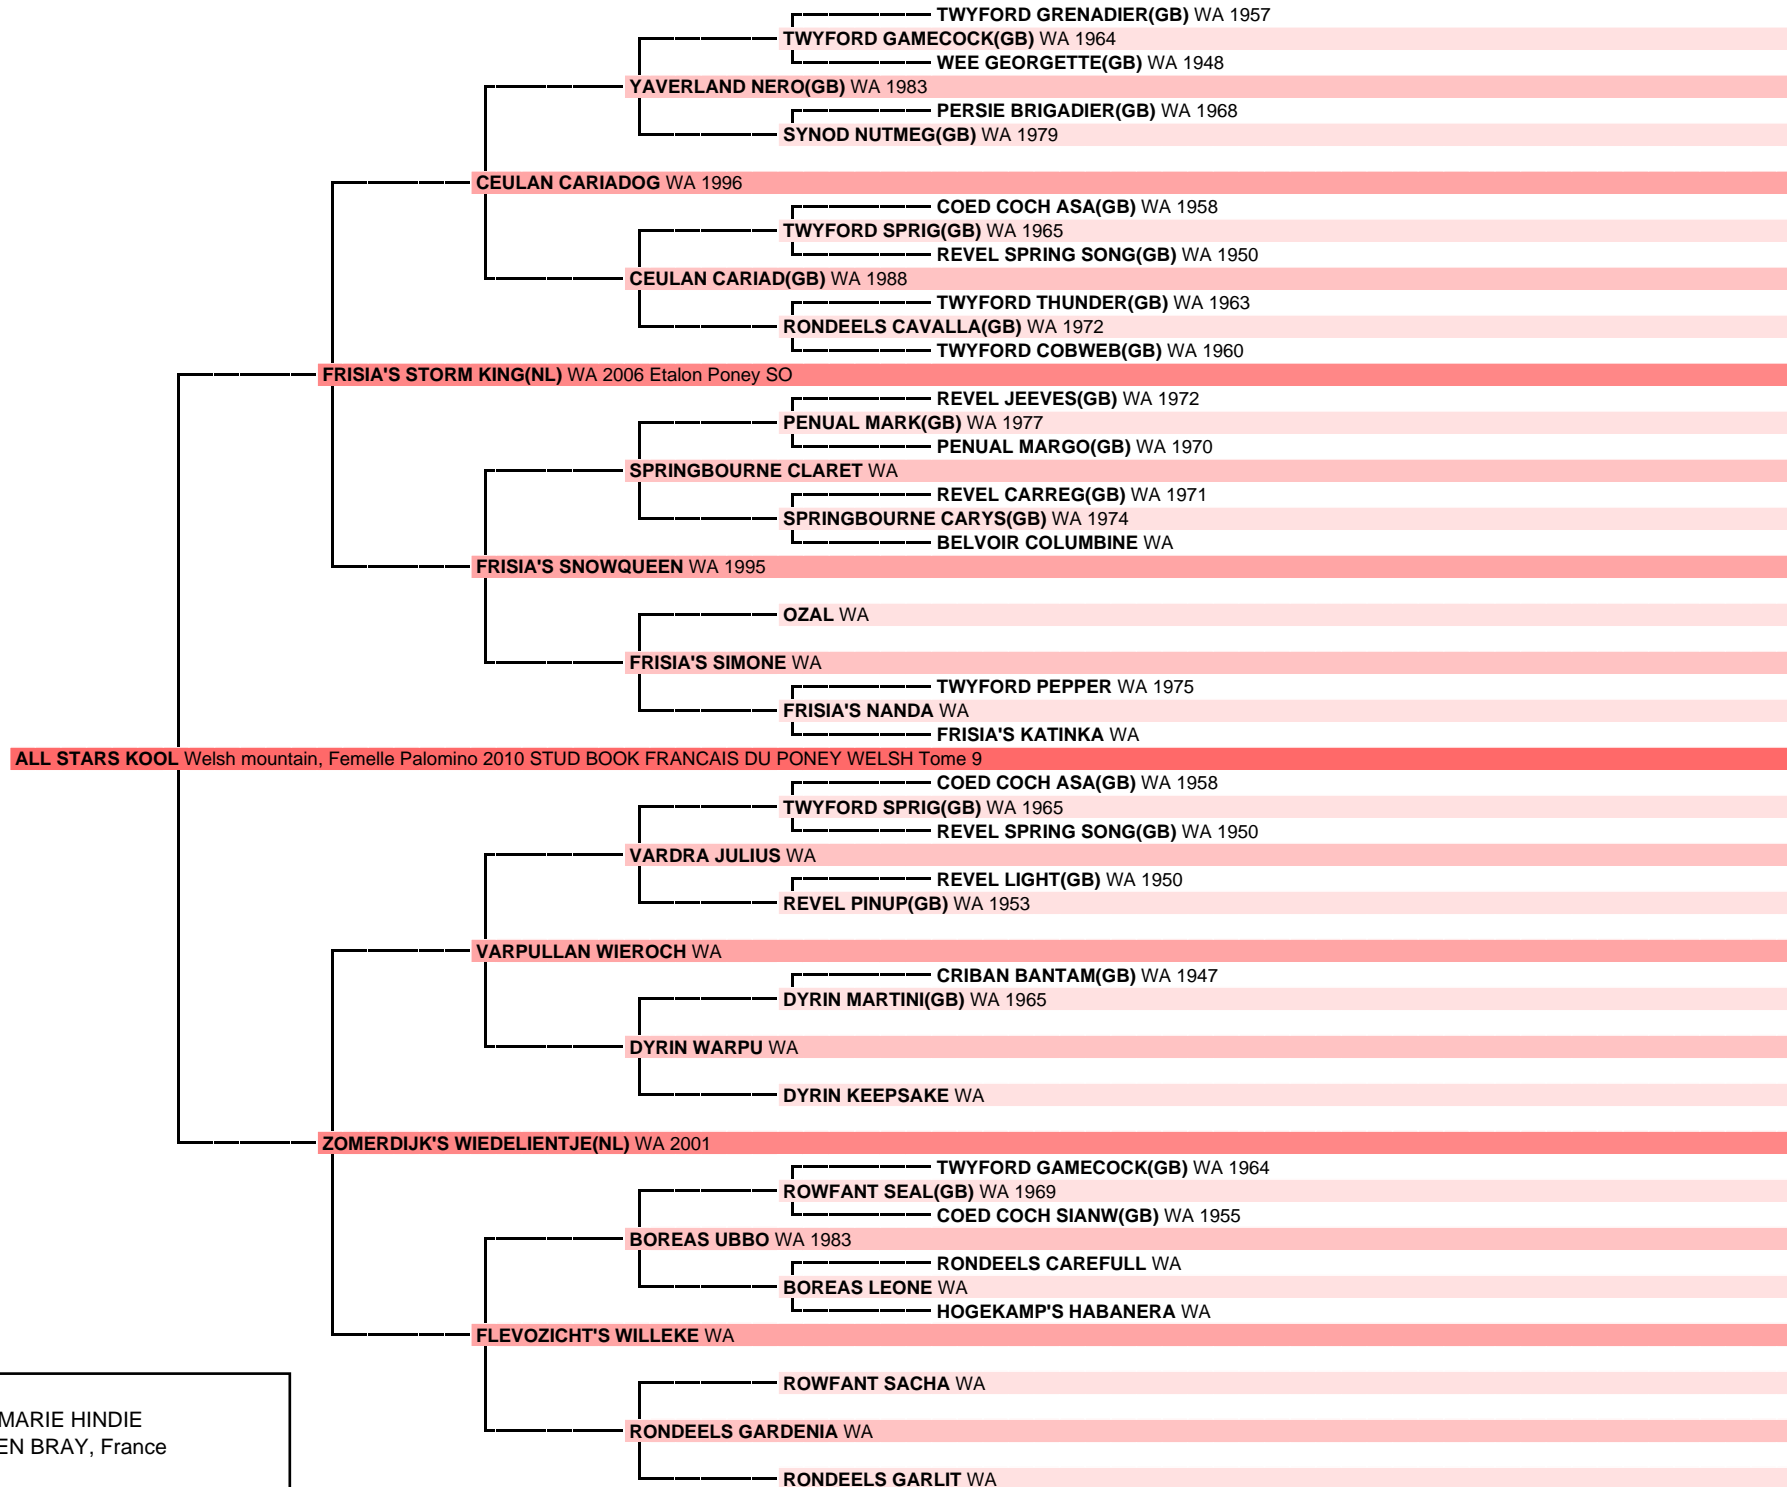 TWYFORD GRENADIER(GB) WA 1957
TWYFORD GAMECOCK(GB) WA 1964
WEE GEORGETTE(GB) WA 1948
YAVERLAND NERO(GB) WA 1983
PERSIE BRIGADIER(GB) WA 1968
SYNOD NUTMEG(GB) WA 1979
CEULAN CARIADOG WA 1996
COED COCH ASA(GB) WA 1958
TWYFORD SPRIG(GB) WA 1965
REVEL SPRING SONG(GB) WA 1950
CEULAN CARIAD(GB) WA 1988
TWYFORD THUNDER(GB) WA 1963
RONDEELS CAVALLA(GB) WA 1972
TWYFORD COBWEB(GB) WA 1960
FRISIA'S STORM KING(NL) WA 2006 Etalon Poney SO
REVEL JEEVES(GB) WA 1972
PENUAL MARK(GB) WA 1977
PENUAL MARGO(GB) WA 1970
SPRINGBOURNE CLARET WA
REVEL CARREG(GB) WA 1971
SPRINGBOURNE CARYS(GB) WA 1974
BELVOIR COLUMBINE WA
FRISIA'S SNOWQUEEN WA 1995
OZAL WA
FRISIA'S SIMONE WA
TWYFORD PEPPER WA 1975
FRISIA'S NANDA WA
FRISIA'S KATINKA WA
ALL STARS KOOL Welsh mountain, Femelle Palomino 2010 STUD BOOK FRANCAIS DU PONEY WELSH Tome 9
COED COCH ASA(GB) WA 1958
TWYFORD SPRIG(GB) WA 1965
REVEL SPRING SONG(GB) WA 1950
VARDRA JULIUS WA
REVEL LIGHT(GB) WA 1950
REVEL PINUP(GB) WA 1953
VARPULLAN WIEROCH WA
CRIBAN BANTAM(GB) WA 1947
DYRIN MARTINI(GB) WA 1965
DYRIN WARPU WA
DYRIN KEEPSAKE WA
ZOMERDIJK'S WIEDELIENTJE(NL) WA 2001
TWYFORD GAMECOCK(GB) WA 1964
ROWFANT SEAL(GB) WA 1969
COED COCH SIANW(GB) WA 1955
BOREAS UBBO WA 1983
RONDEELS CAREFULL WA
BOREAS LEONE WA
HOGEKAMP'S HABANERA WA
FLEVOZICHT'S WILLEKE WA
ROWFANT SACHA WA
MARIE HINDIE
RONDEELS GARDENIA WA
EN BRAY, France
RONDEELS GARLIT WA